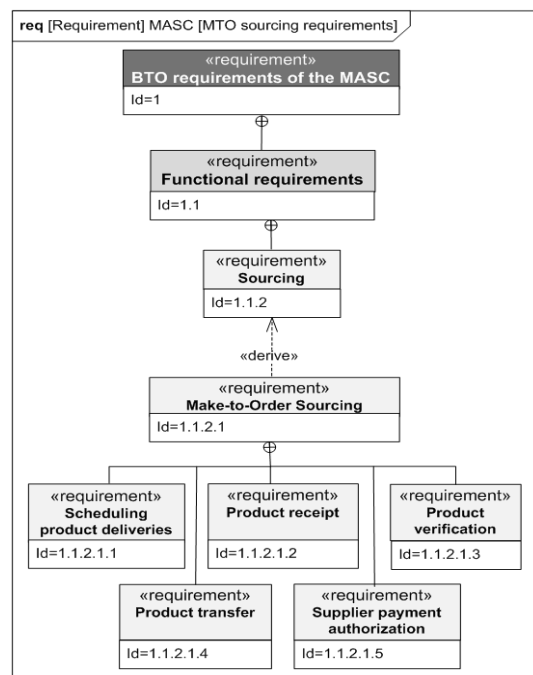 req [Requirement] MASC [MTO sourcing requirements]
«requirement»
BTO requirements of the MASC
Id=1
«requirement»
Functional requirements
Id=1.1
«requirement»
Sourcing
Id=1.1.2
«derive»
«requirement»
Make-to-Order Sourcing
Id=1.1.2.1
«requirement»
Scheduling
product deliveries
Id=1.1.2.1.1
«requirement»
Product receipt
Id=1.1.2.1.2
«requirement»
Product
verification
Id=1.1.2.1.3
«requirement»
Product transfer
Id=1.1.2.1.4
«requirement»
Supplier payment
authorization
Id=1.1.2.1.5